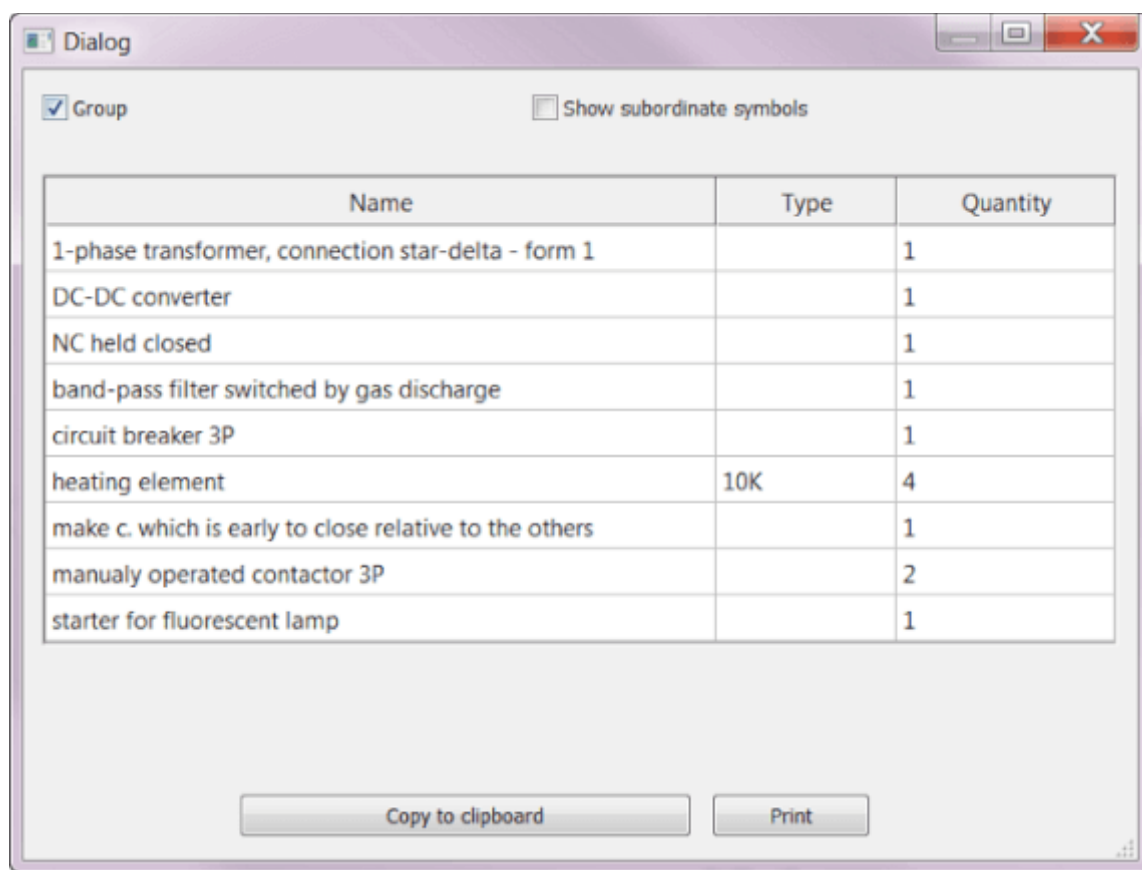 Dialog
Group Show subordinate symbols
Name Type Quantity
1-phase transformer, connection star-delta - form 1 1
DC-DC converter 1
NC held closed 1
band-pass filter switched by gas discharge 1
circuit breaker 3P 1
heating element 10K 4
make c. which is early to close relative to the others 1
manualy operated contactor 3P 2
starter for fluorescent lamp 1
Copy to clipboard Print